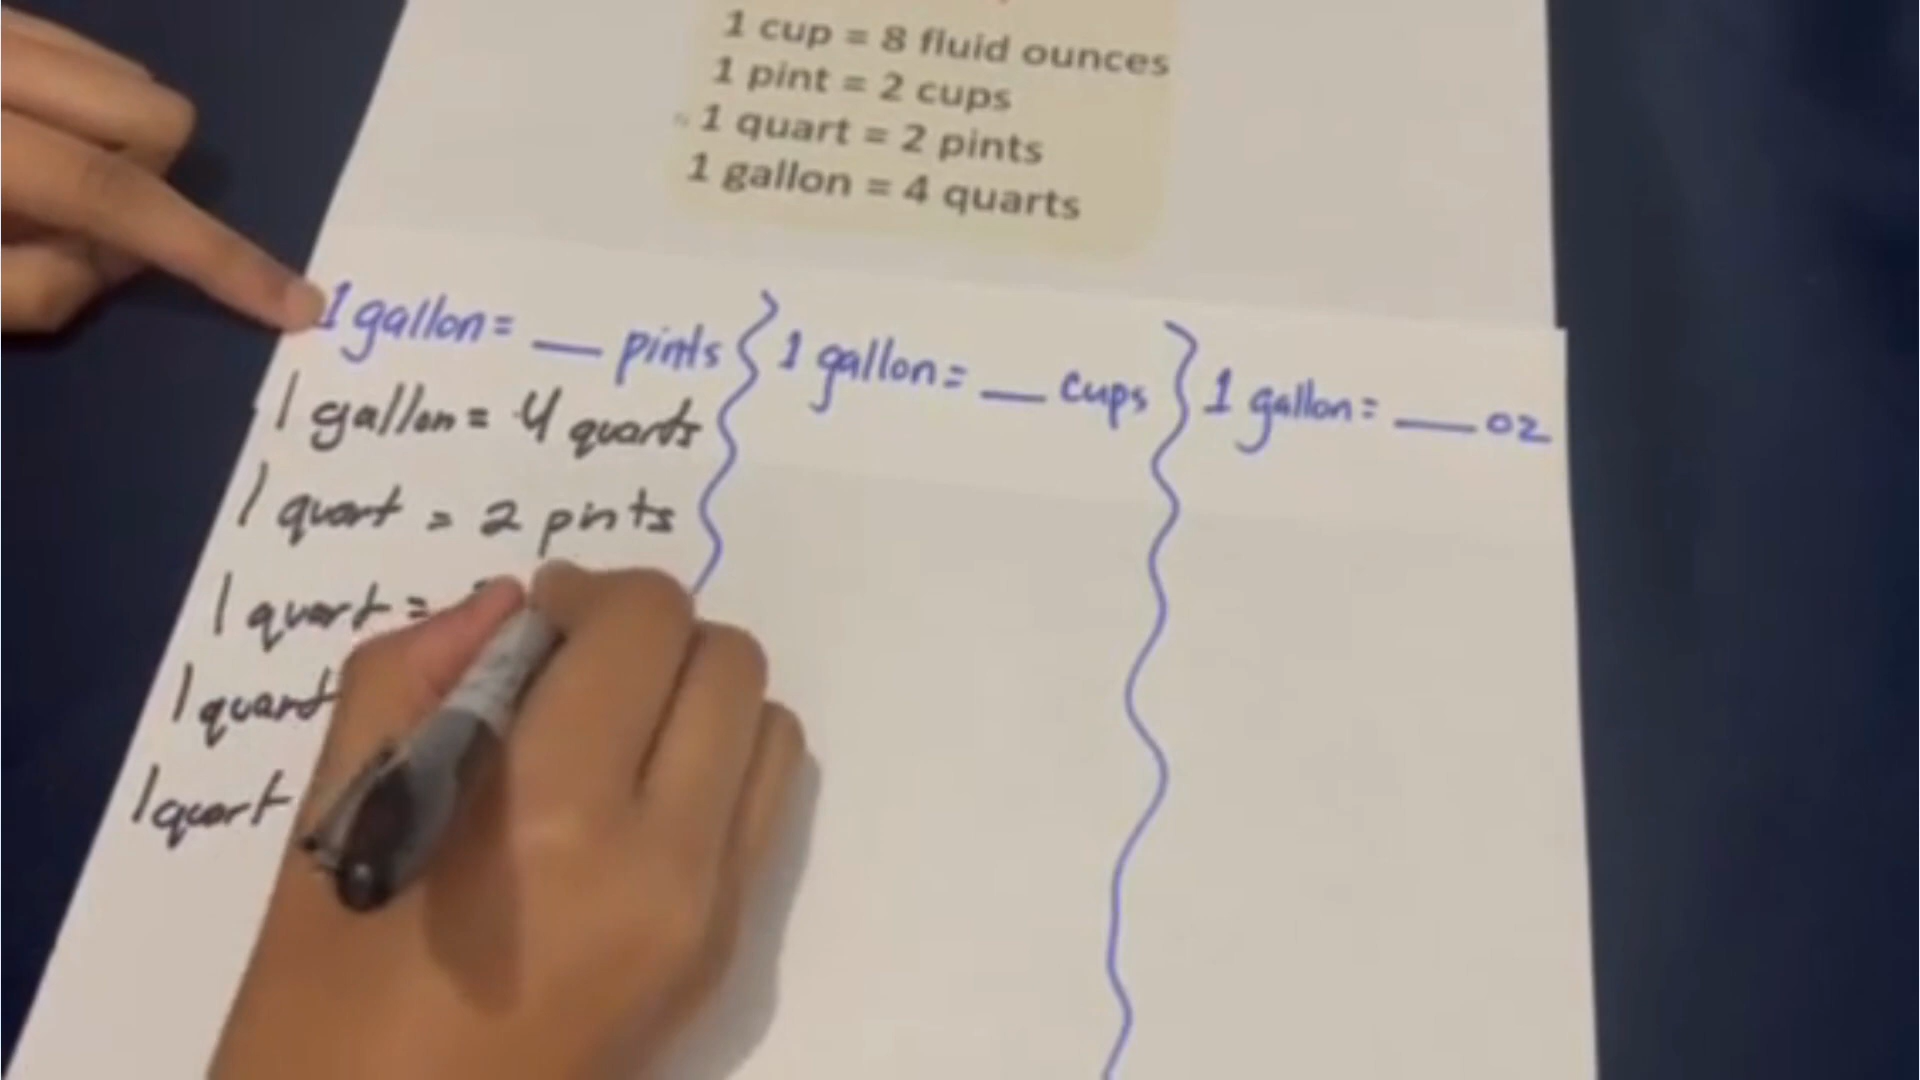 1 cup = 8 fluid ounces
1 pint = 2 cups
1 quart = 2 pints
1 gallon = 4 quarts
1 gallon = __ pints
1 gallon = 4 quarts
1 quart = 2 pints
1 quart =
1 quart
1 quart
1 gallon = __ cups
1 gallon = __ oz